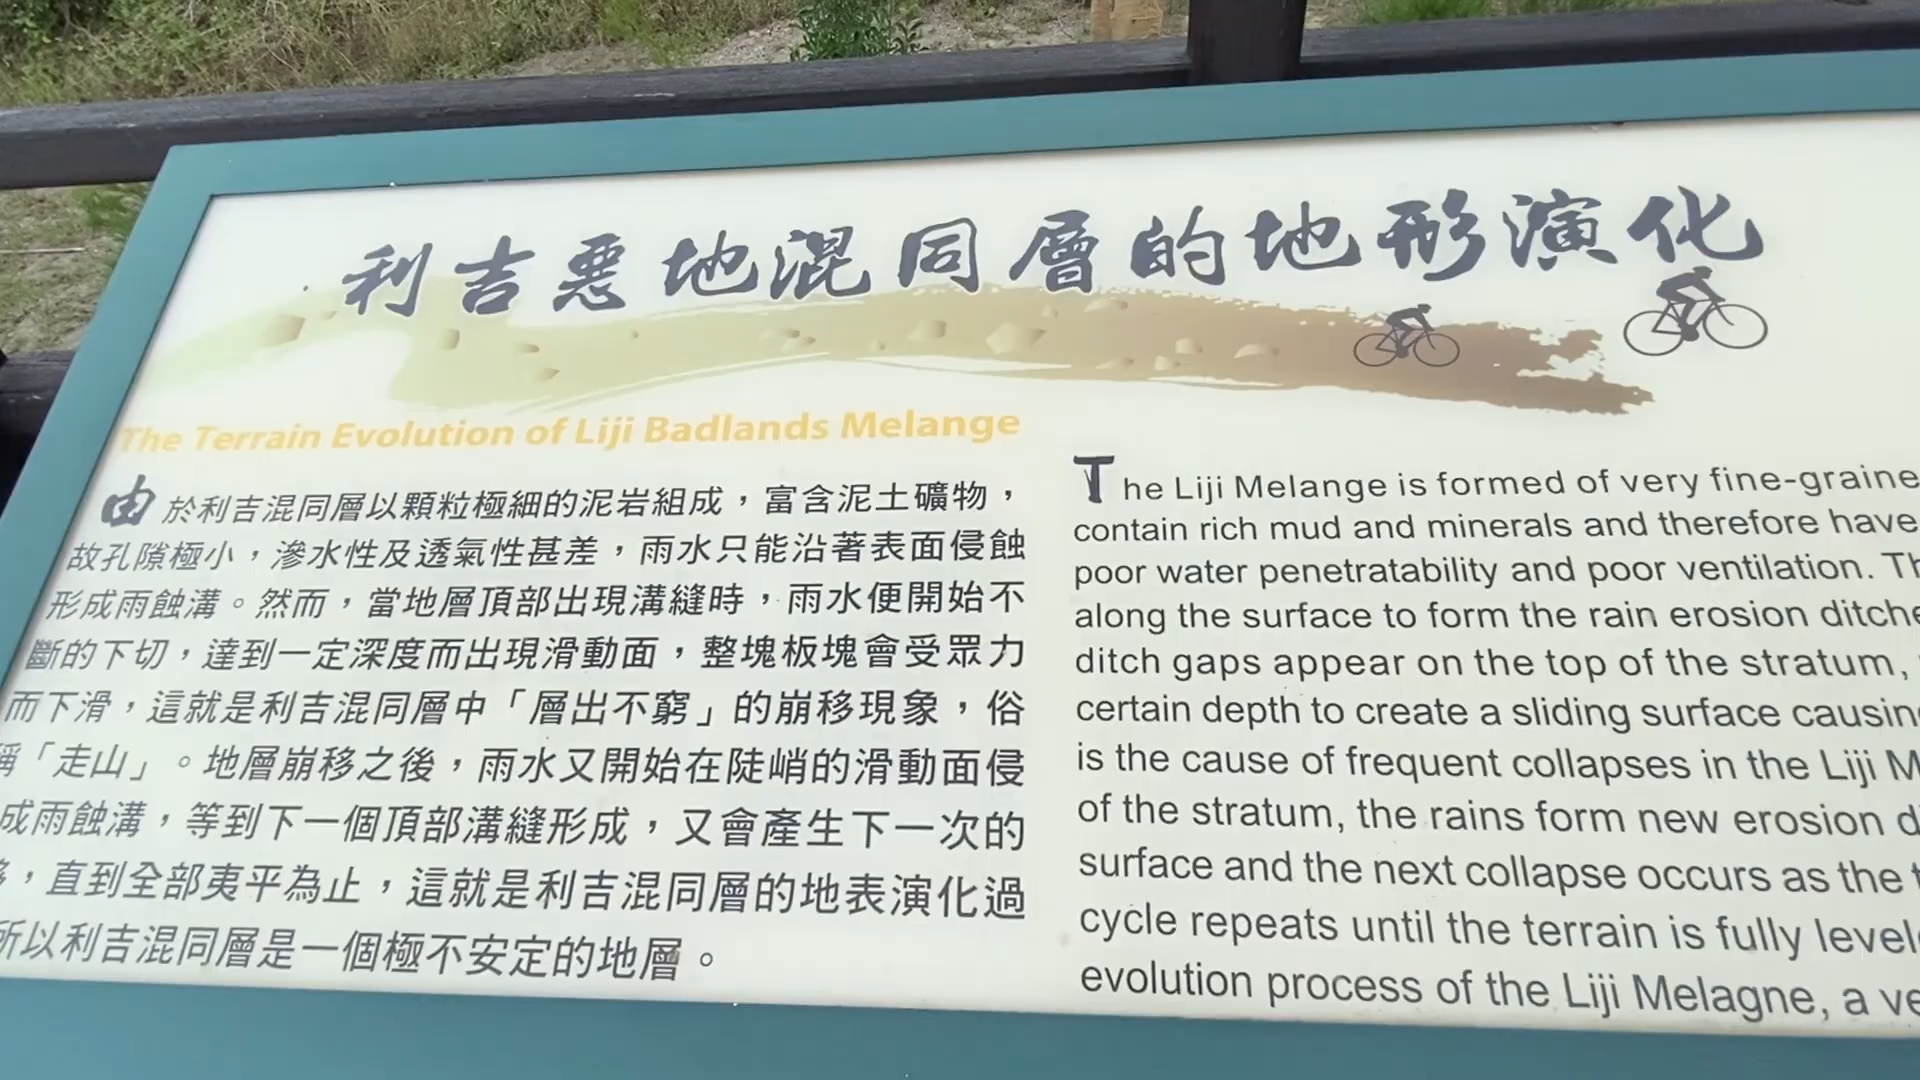 利吉惡地混同層的地形演化
The Terrain Evolution of Liji Badlands Melange
由於利吉混同層以顆粒極細的泥岩組成，富含泥土礦物，
故孔隙極小，滲水性及透氣性甚差，雨水只能沿著表面侵蝕
形成雨蝕溝。然而，當地層頂部出現溝縫時，雨水便開始不
斷的下切，達到一定深度而出現滑動面，整塊板塊會受眾力
而下滑，這就是利吉混同層中「層出不窮」的崩移現象，俗
稱「走山」。地層崩移之後，雨水又開始在陡峭的滑動面侵
成雨蝕溝，等到下一個頂部溝縫形成，又會產生下一次的
，直到全部夷平為止，這就是利吉混同層的地表演化過
所以利吉混同層是一個極不安定的地層。
The Liji Melange is formed of very fine-graine
contain rich mud and minerals and therefore have
poor water penetratability and poor ventilation. Th
along the surface to form the rain erosion ditche
ditch gaps appear on the top of the stratum,
certain depth to create a sliding surface causing
is the cause of frequent collapses in the Liji M
of the stratum, the rains form new erosion d
surface and the next collapse occurs as the t
cycle repeats until the terrain is fully levele
evolution process of the Liji Melagne, a ve